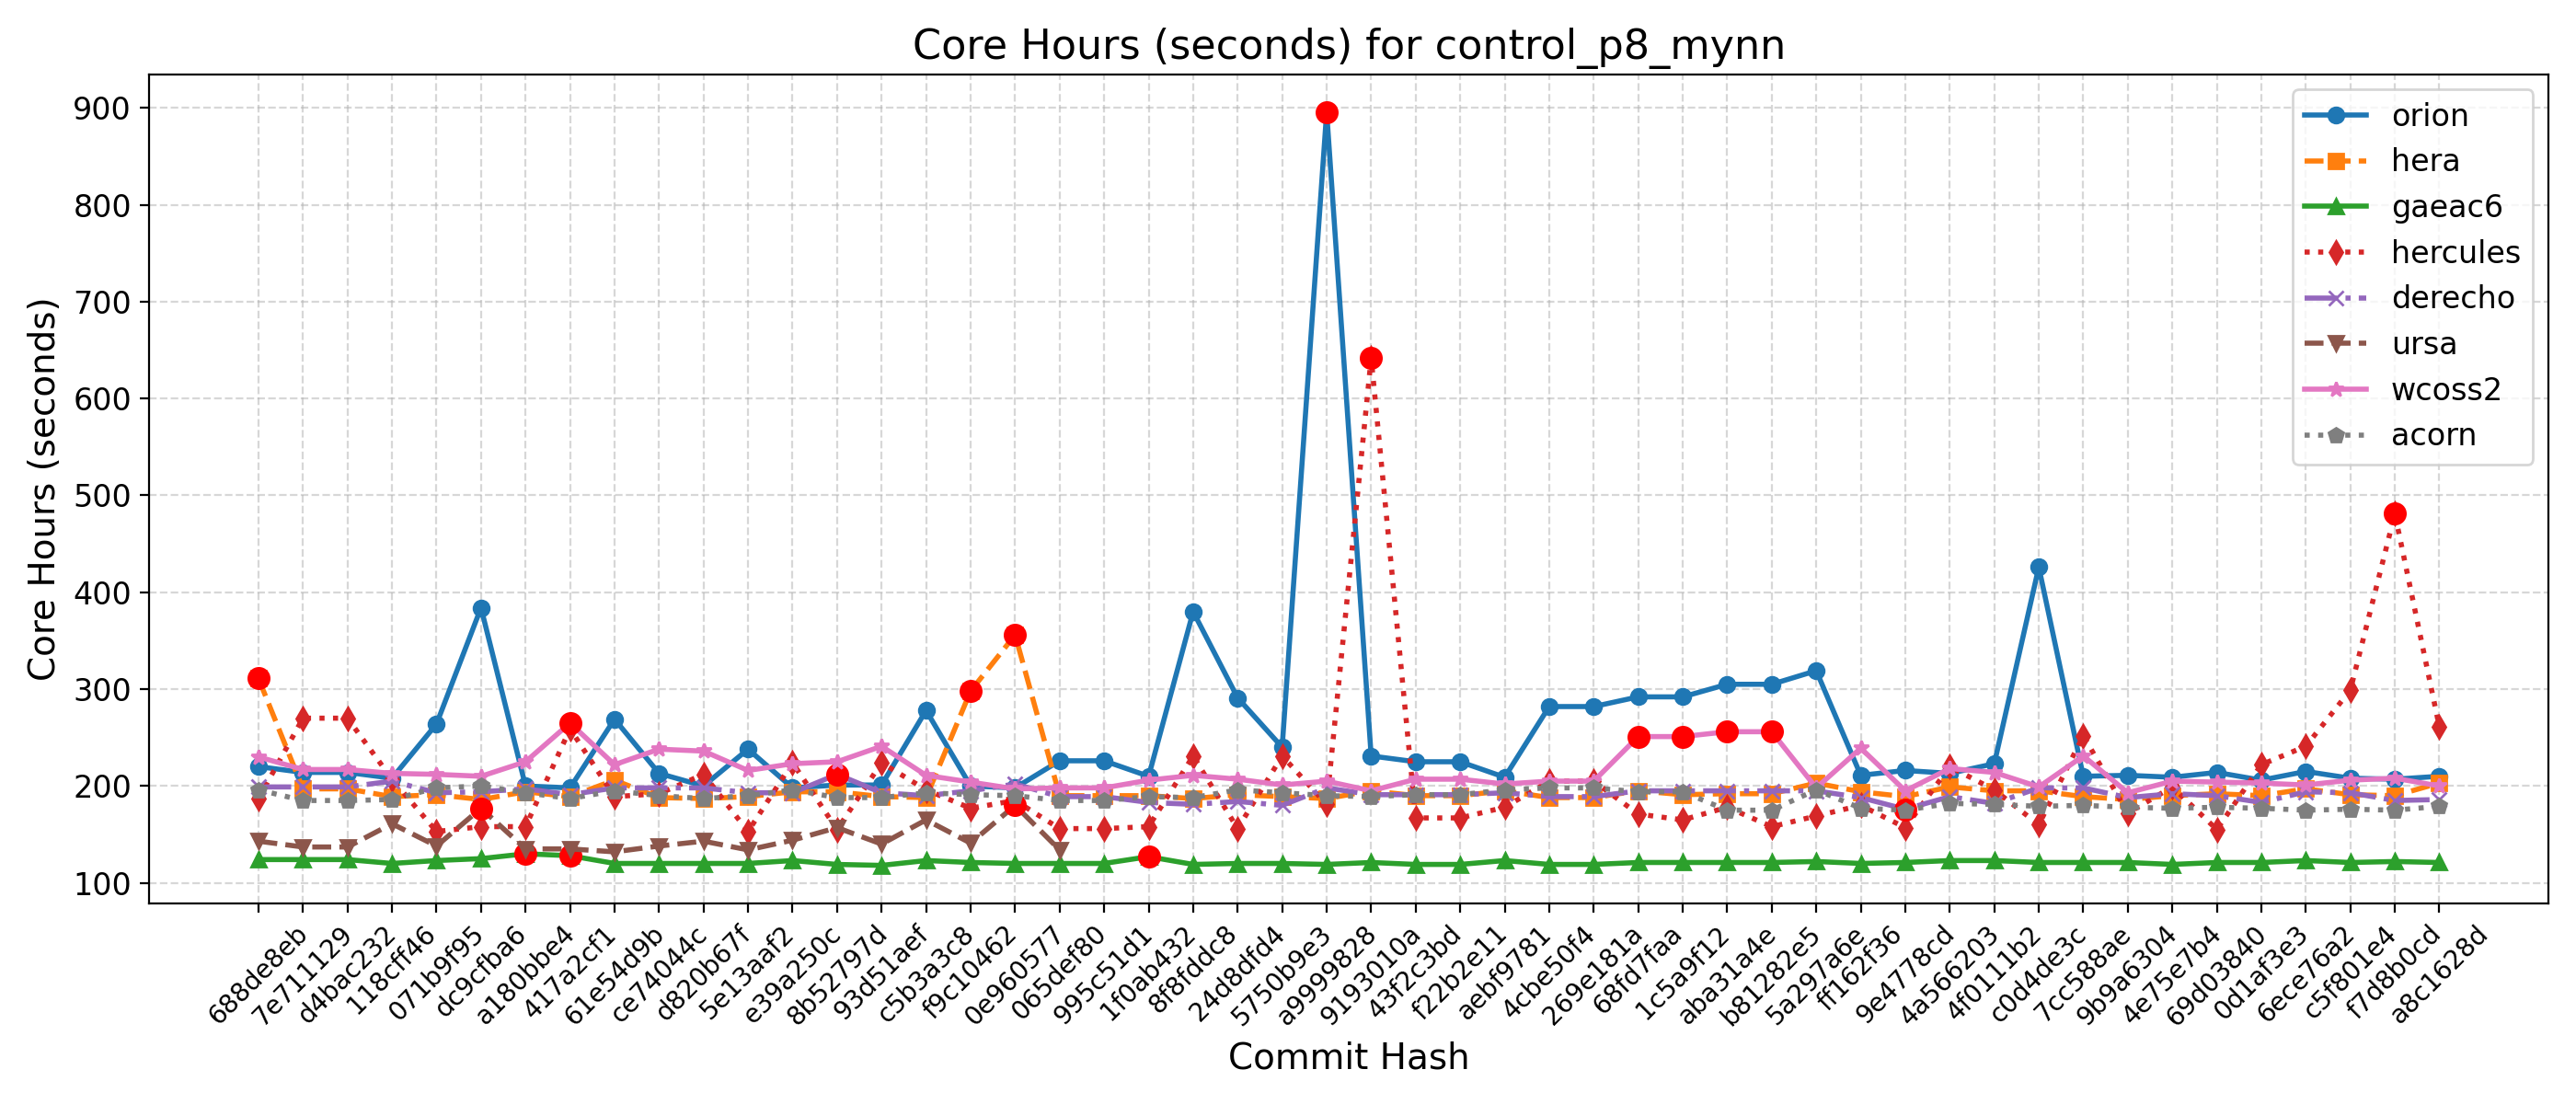 Core Hours (seconds) for control_p8_mynn
Core Hours (seconds)
900
800
700
600
500
400
300
200
100
orion
hera
gaeac6
hercules
derecho
ursa
wcoss2
acorn
688de8eb
7e711129
d4bac232
118cff46
071b9f95
dc9cfba6
a180bbe4
417a2cf1
61e54d9b
ce74044c
d820b67f
5e13aaf2
e39a250c
8b52797d
93d51aef
c5b3a3c8
f9c10462
0e960577
065def80
995c51d1
1f0ab432
8f8fddc8
24d8dfd4
5750b9e3
a9999828
9193010a
43f2c3bd
f22b2e11
aebf9781
4cbe50f4
269e181a
68fd7faa
1c5a9f12
aba31a4e
b81282e5
5a297a6e
ff162f36
9e4778cd
4a566203
4f0111b2
c0d4de3c
7cc588ae
9b9a6304
4e75e7b4
69d03840
0d1af3e3
6ece76a2
c5f801e4
f7d8b0cd
a8c1628d
Commit Hash